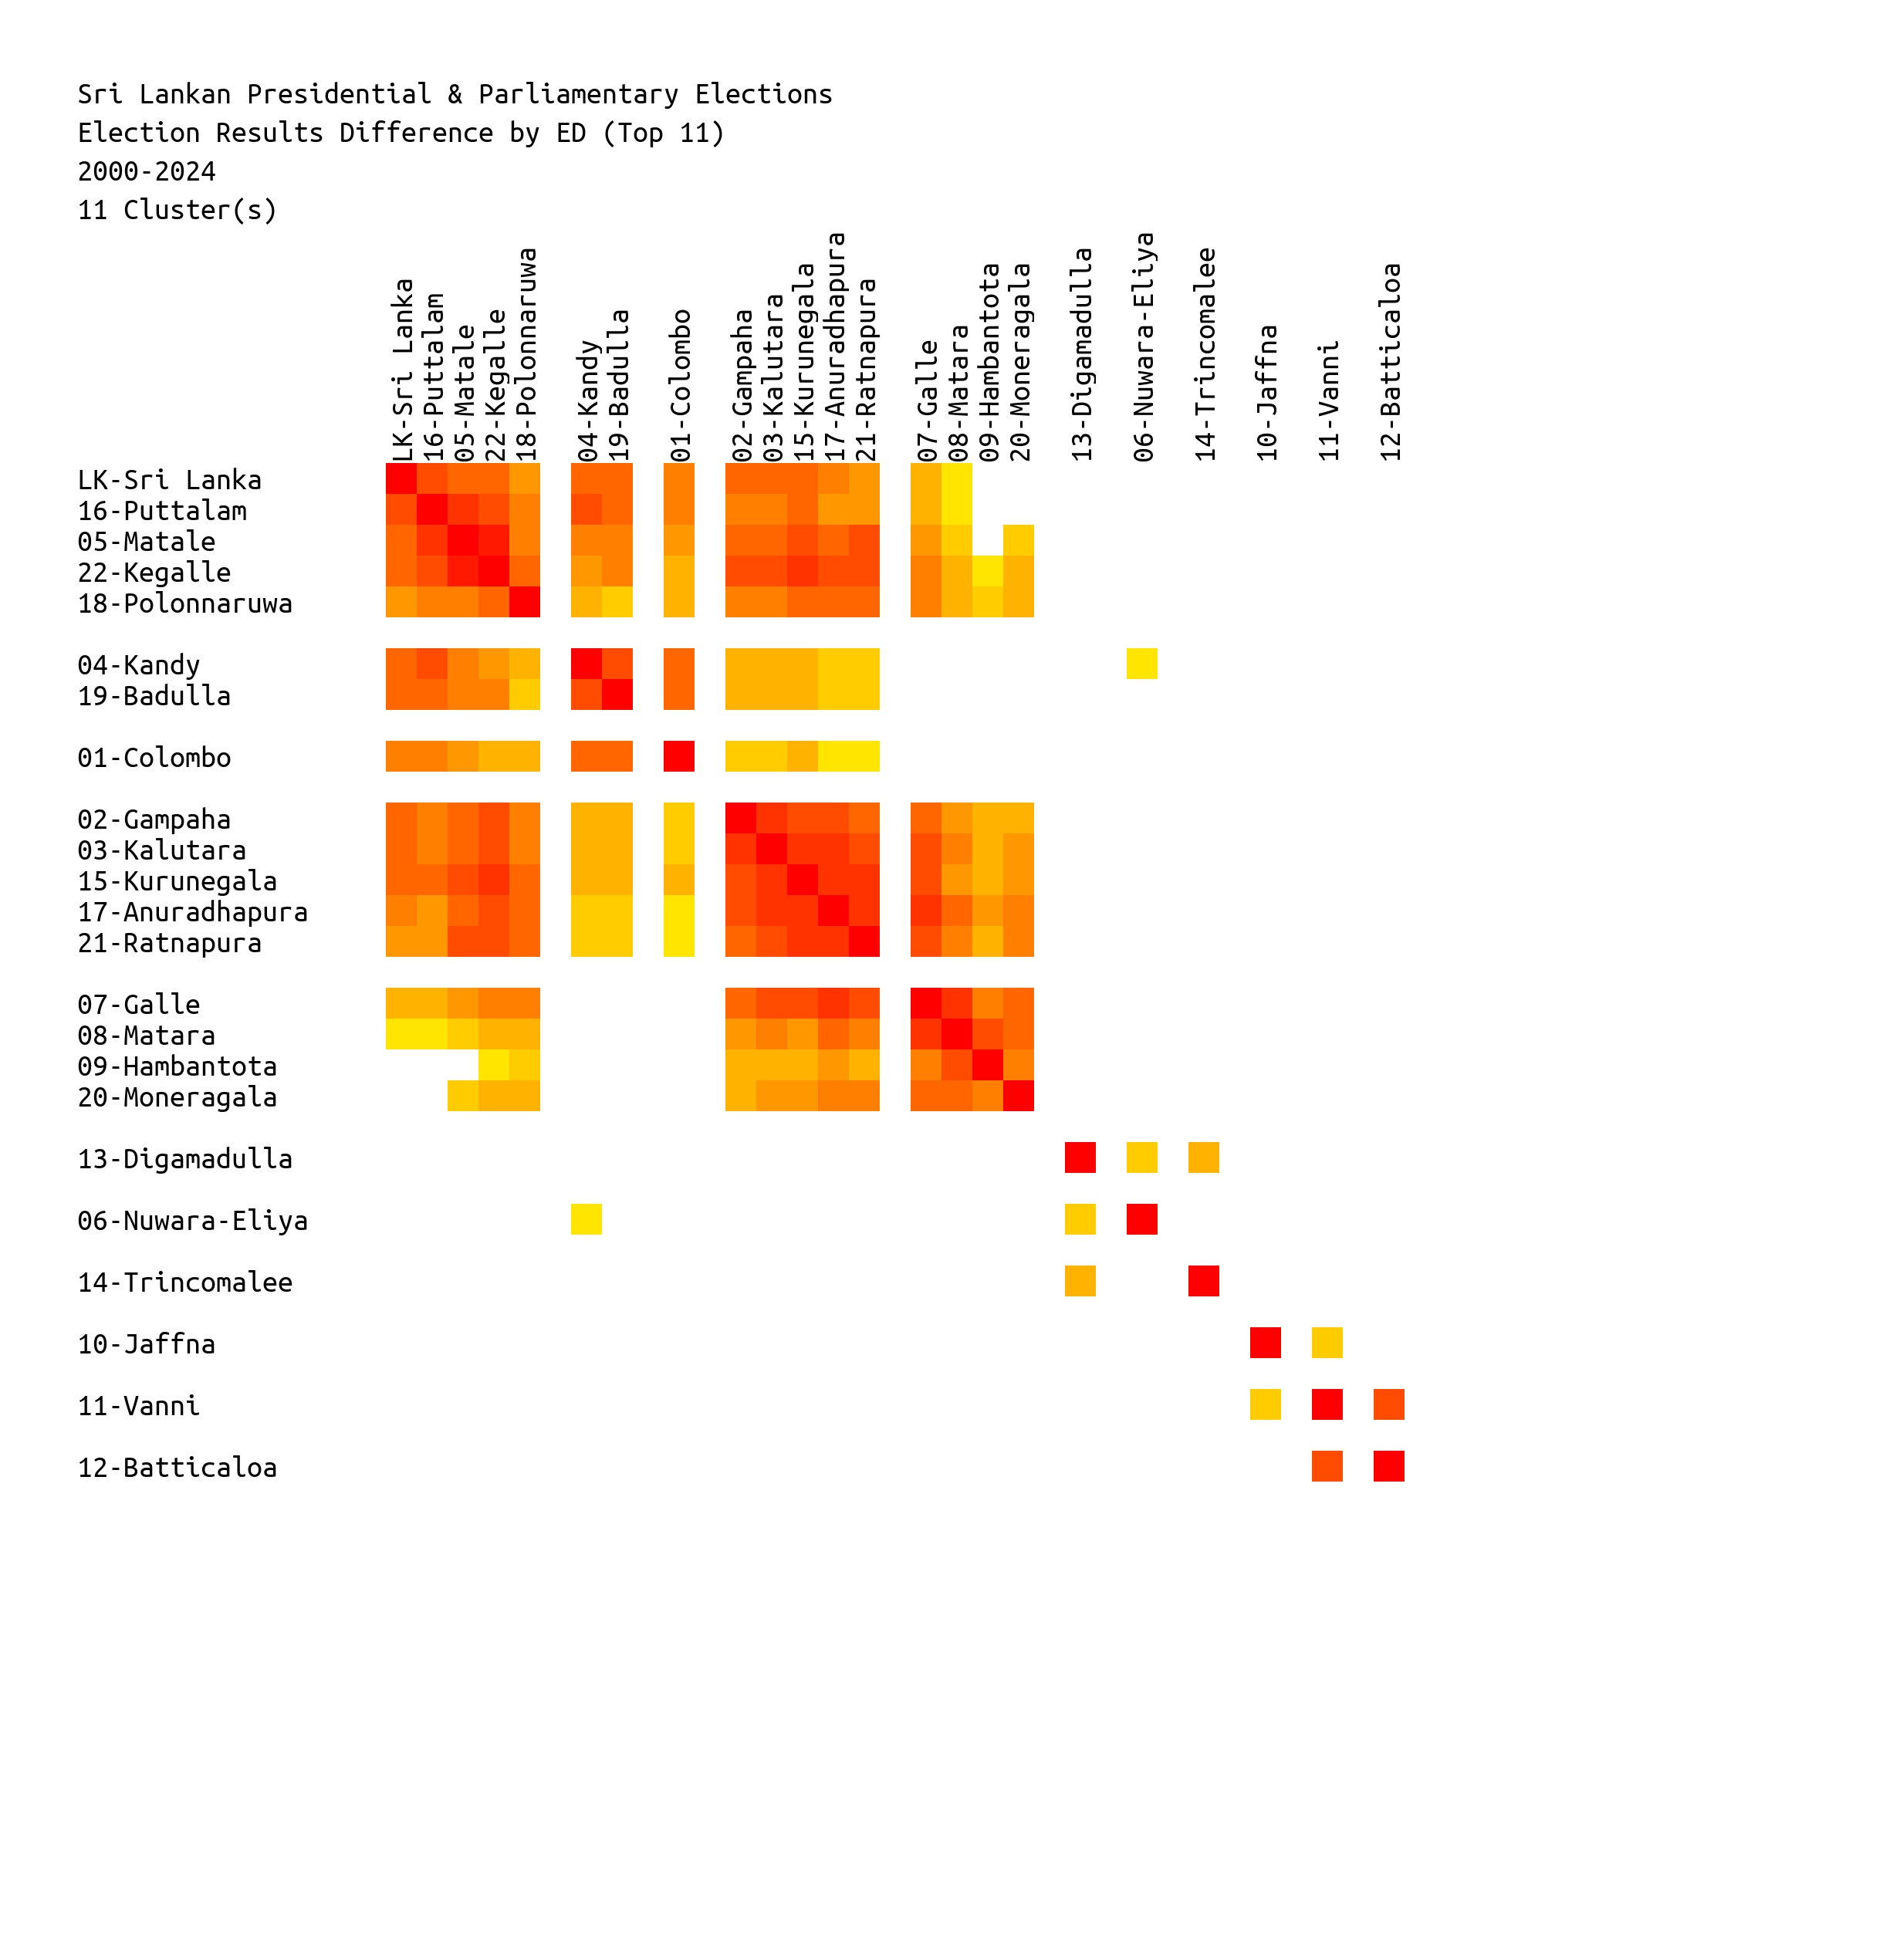 Sri Lankan Presidential & Parliamentary Elections
Election Results Difference by ED (Top 11)
2000-2024
11 Cluster(s)
LK-Sri Lanka
16-Puttalam
05-Matale
22-Kegalle
18-Polonnaruwa
04-Kandy
19-Badulla
01-Colombo
02-Gampaha
03-Kalutara
15-Kurunegala
17-Anuradhapura
21-Ratnapura
07-Galle
08-Matara
09-Hambantota
20-Moneragala
13-Digamadulla
06-Nuwara-Eliya
14-Trincomalee
10-Jaffna
11-Vanni
12-Batticaloa
LK-Sri Lanka
16-Puttalam
05-Matale
22-Kegalle
18-Polonnaruwa
04-Kandy
19-Badulla
01-Colombo
02-Gampaha
03-Kalutara
15-Kurunegala
17-Anuradhapura
21-Ratnapura
07-Galle
08-Matara
09-Hambantota
20-Moneragala
13-Digamadulla
06-Nuwara-Eliya
14-Trincomalee
10-Jaffna
11-Vanni
12-Batticaloa